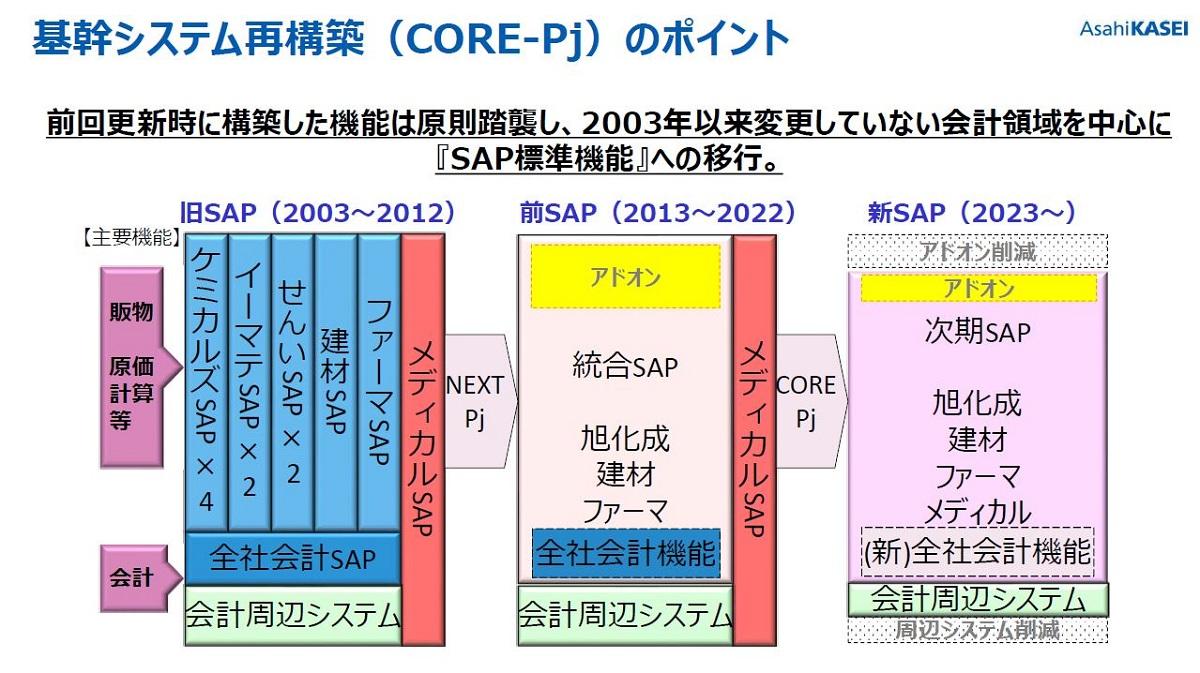 基幹システム再構築（CORE-Pj）のポイント
AsahiKASEI
前回更新時に構築した機能は原則踏襲し、2003年以来変更していない会計領域を中心に
『SAP標準機能』への移行。
旧SAP（2003～2012）
【主要機能】
販物
原価
計算
等
会計
ケミカルズSAP×4
イーマテSAP×2
せんいSAP×2
建材SAP
ファーマSAP
メディカルSAP
全社会計SAP
会計周辺システム
NEXT
Pj
前SAP（2013～2022）
アドオン
統合SAP
旭化成
建材
ファーマ
全社会計機能
会計周辺システム
メディカルSAP
CORE
Pj
新SAP（2023～）
アドオン削減
アドオン
次期SAP
旭化成
建材
ファーマ
メディカル
(新)全社会計機能
会計周辺システム
周辺システム削減